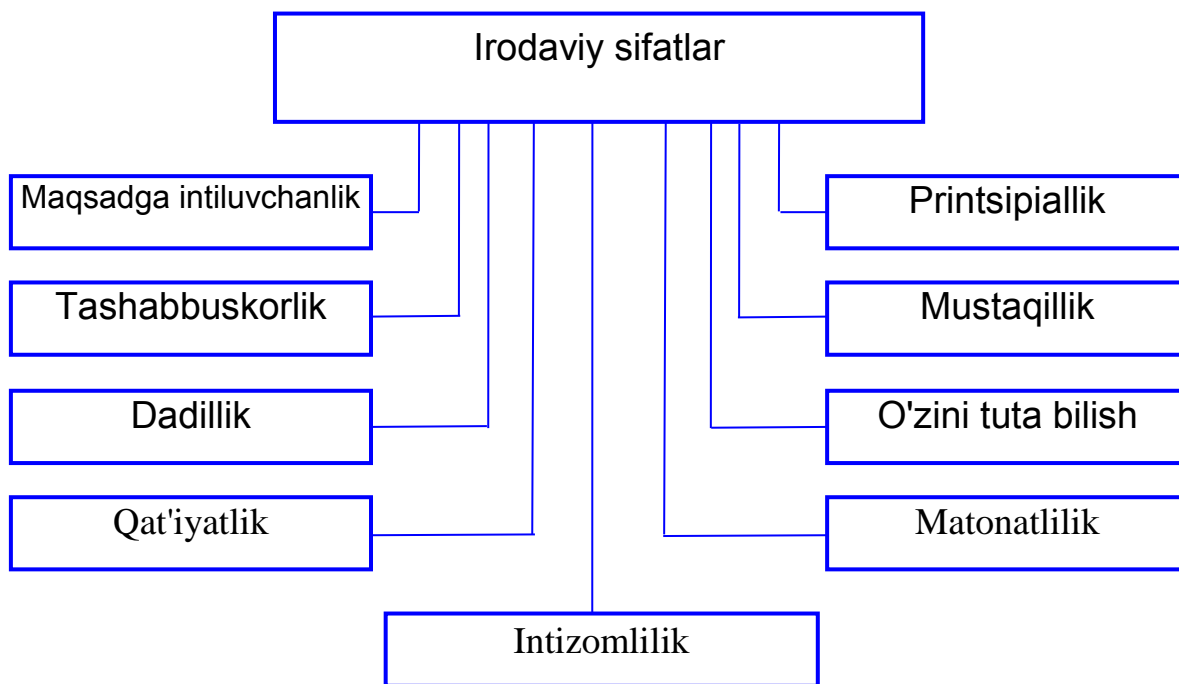 Irodaviy sifatlar
Maqsadga intiluvchanlik
Printsipiallik
Tashabbuskorlik
Mustaqillik
Dadillik
O'zini tuta bilish
Qat'iyatlik
Matonatlilik
Intizomlilik